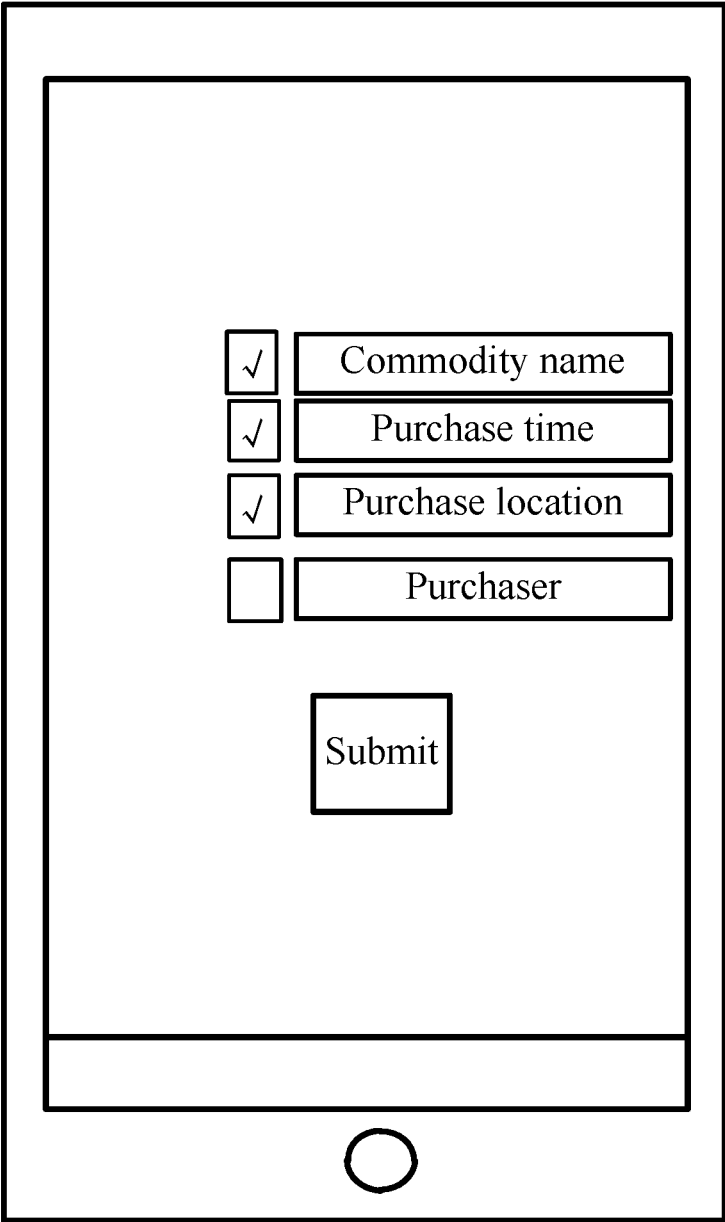 √ Commodity name
√ Purchase time
√ Purchase location
Purchaser
Submit